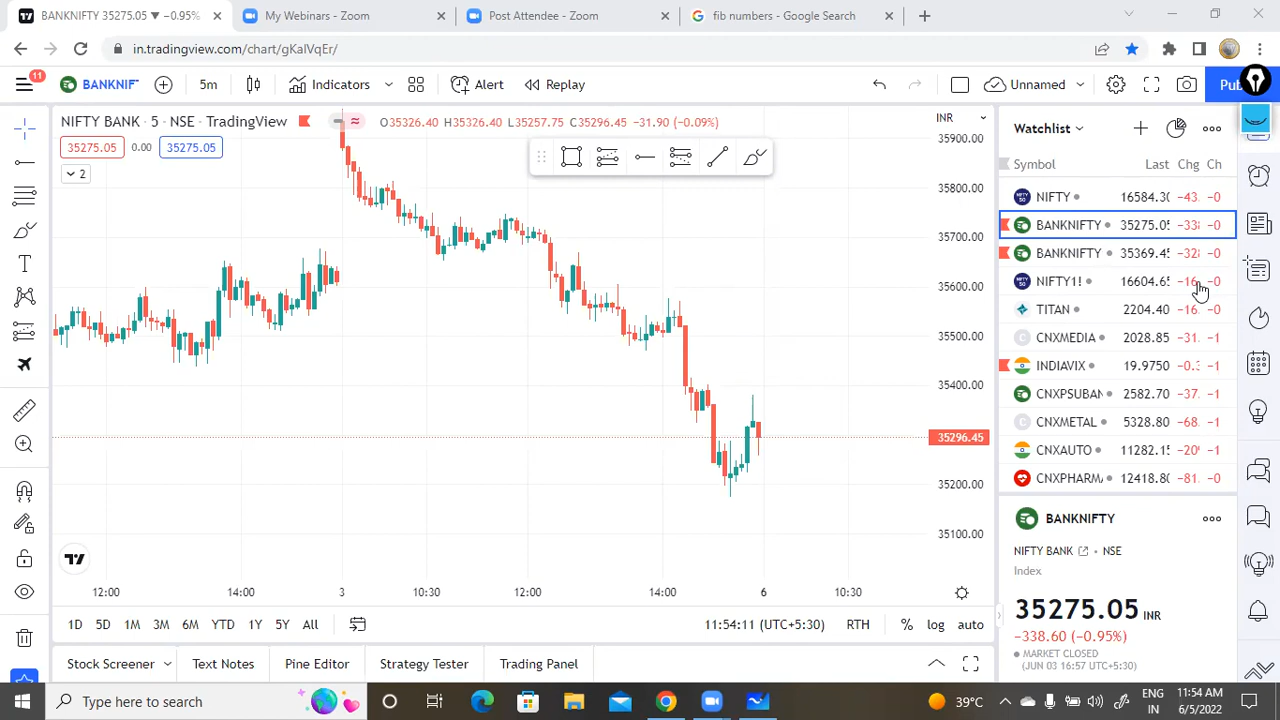 BANKNIFTY 35275.05 ▼ −0.95%
My Webinars - Zoom
Post Attendee - Zoom
fib numbers - Google Search
in.tradingview.com/chart/gKaIVqEr/
11
BANKNIF
5m
Indicators
Alert
Replay
Unnamed
Pu
NIFTY BANK · 5 · NSE · TradingView
O35326.40 H35326.40 L35257.75 C35296.45 −31.90 (−0.09%)
35275.05
0.00
35275.05
2
INR
35900.00
35800.00
35700.00
35600.00
35500.00
35400.00
35296.45
35200.00
35100.00
12:00
14:00
3
10:30
12:00
14:00
6
10:30
1D 5D 1M 3M 6M YTD 1Y 5Y All
11:54:11 (UTC+5:30)
RTH
%
log
auto
Stock Screener
Text Notes
Pine Editor
Strategy Tester
Trading Panel
Watchlist
Symbol Last Chg Ch
NIFTY 16584.30 −43. −0
BANKNIFTY 35275.05 −338 −0
BANKNIFTY 35369.45 −328 −0
NIFTY1! 16604.65 −16 −0
TITAN 2204.40 −16. −0
CNXMEDIA 2028.85 −31. −1
INDIAVIX 19.9750 −0.3 −1
CNXPSUBAN 2582.70 −37. −1
CNXMETAL 5328.80 −68. −1
CNXAUTO 11282.15 −209 −1
CNXPHARMA 12418.80 −81. −0
BANKNIFTY
NIFTY BANK • NSE
Index
35275.05 INR
−338.60 (−0.95%)
MARKET CLOSED
(JUN 03 16:57 UTC+5:30)
Type here to search
39°C
ENG
IN
11:54 AM
6/5/2022